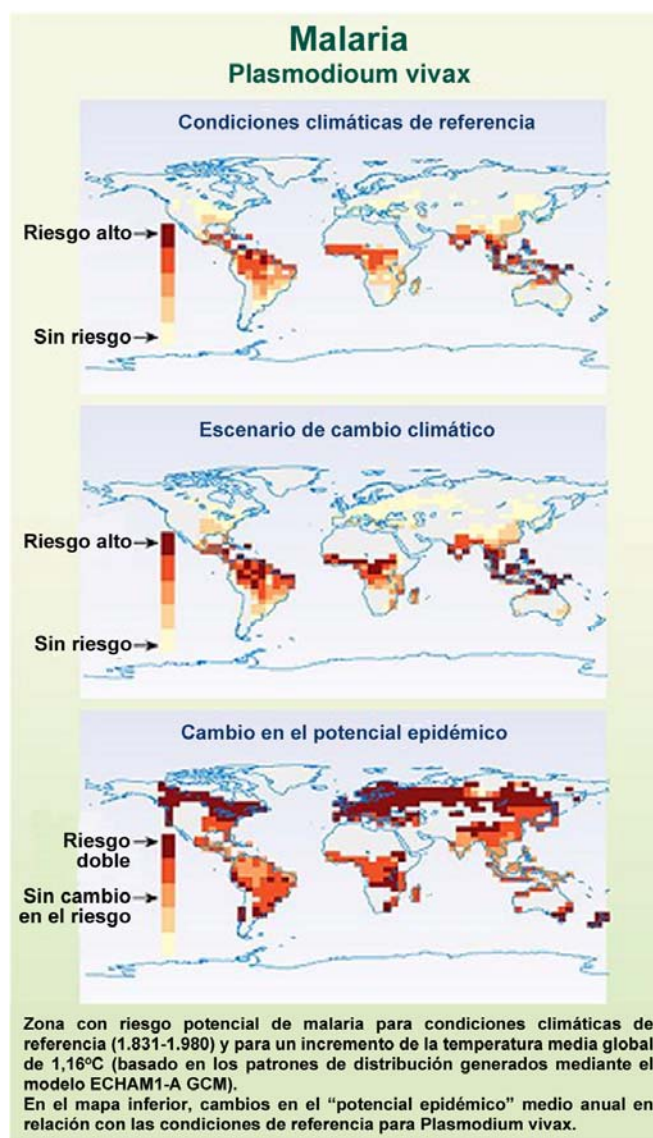 Malaria
Plasmodioum vivax
Condiciones climáticas de referencia
Riesgo alto
Sin riesgo
Escenario de cambio climático
Riesgo alto
Sin riesgo
Cambio en el potencial epidémico
Riesgo
doble
Sin cambio
en el riesgo
Zona con riesgo potencial de malaria para condiciones climáticas de
referencia (1.831-1.980) y para un incremento de la temperatura media global
de 1,16ºC (basado en los patrones de distribución generados mediante el
modelo ECHAM1-A GCM).
En el mapa inferior, cambios en el “potencial epidémico” medio anual en
relación con las condiciones de referencia para Plasmodium vivax.